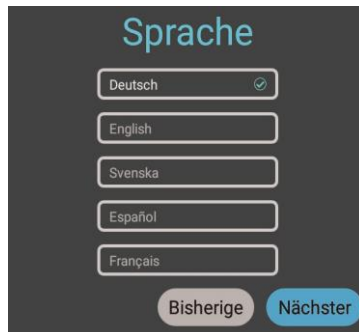 Sprache
Deutsch
English
Svenska
Español
Français
Bisherige Nächster